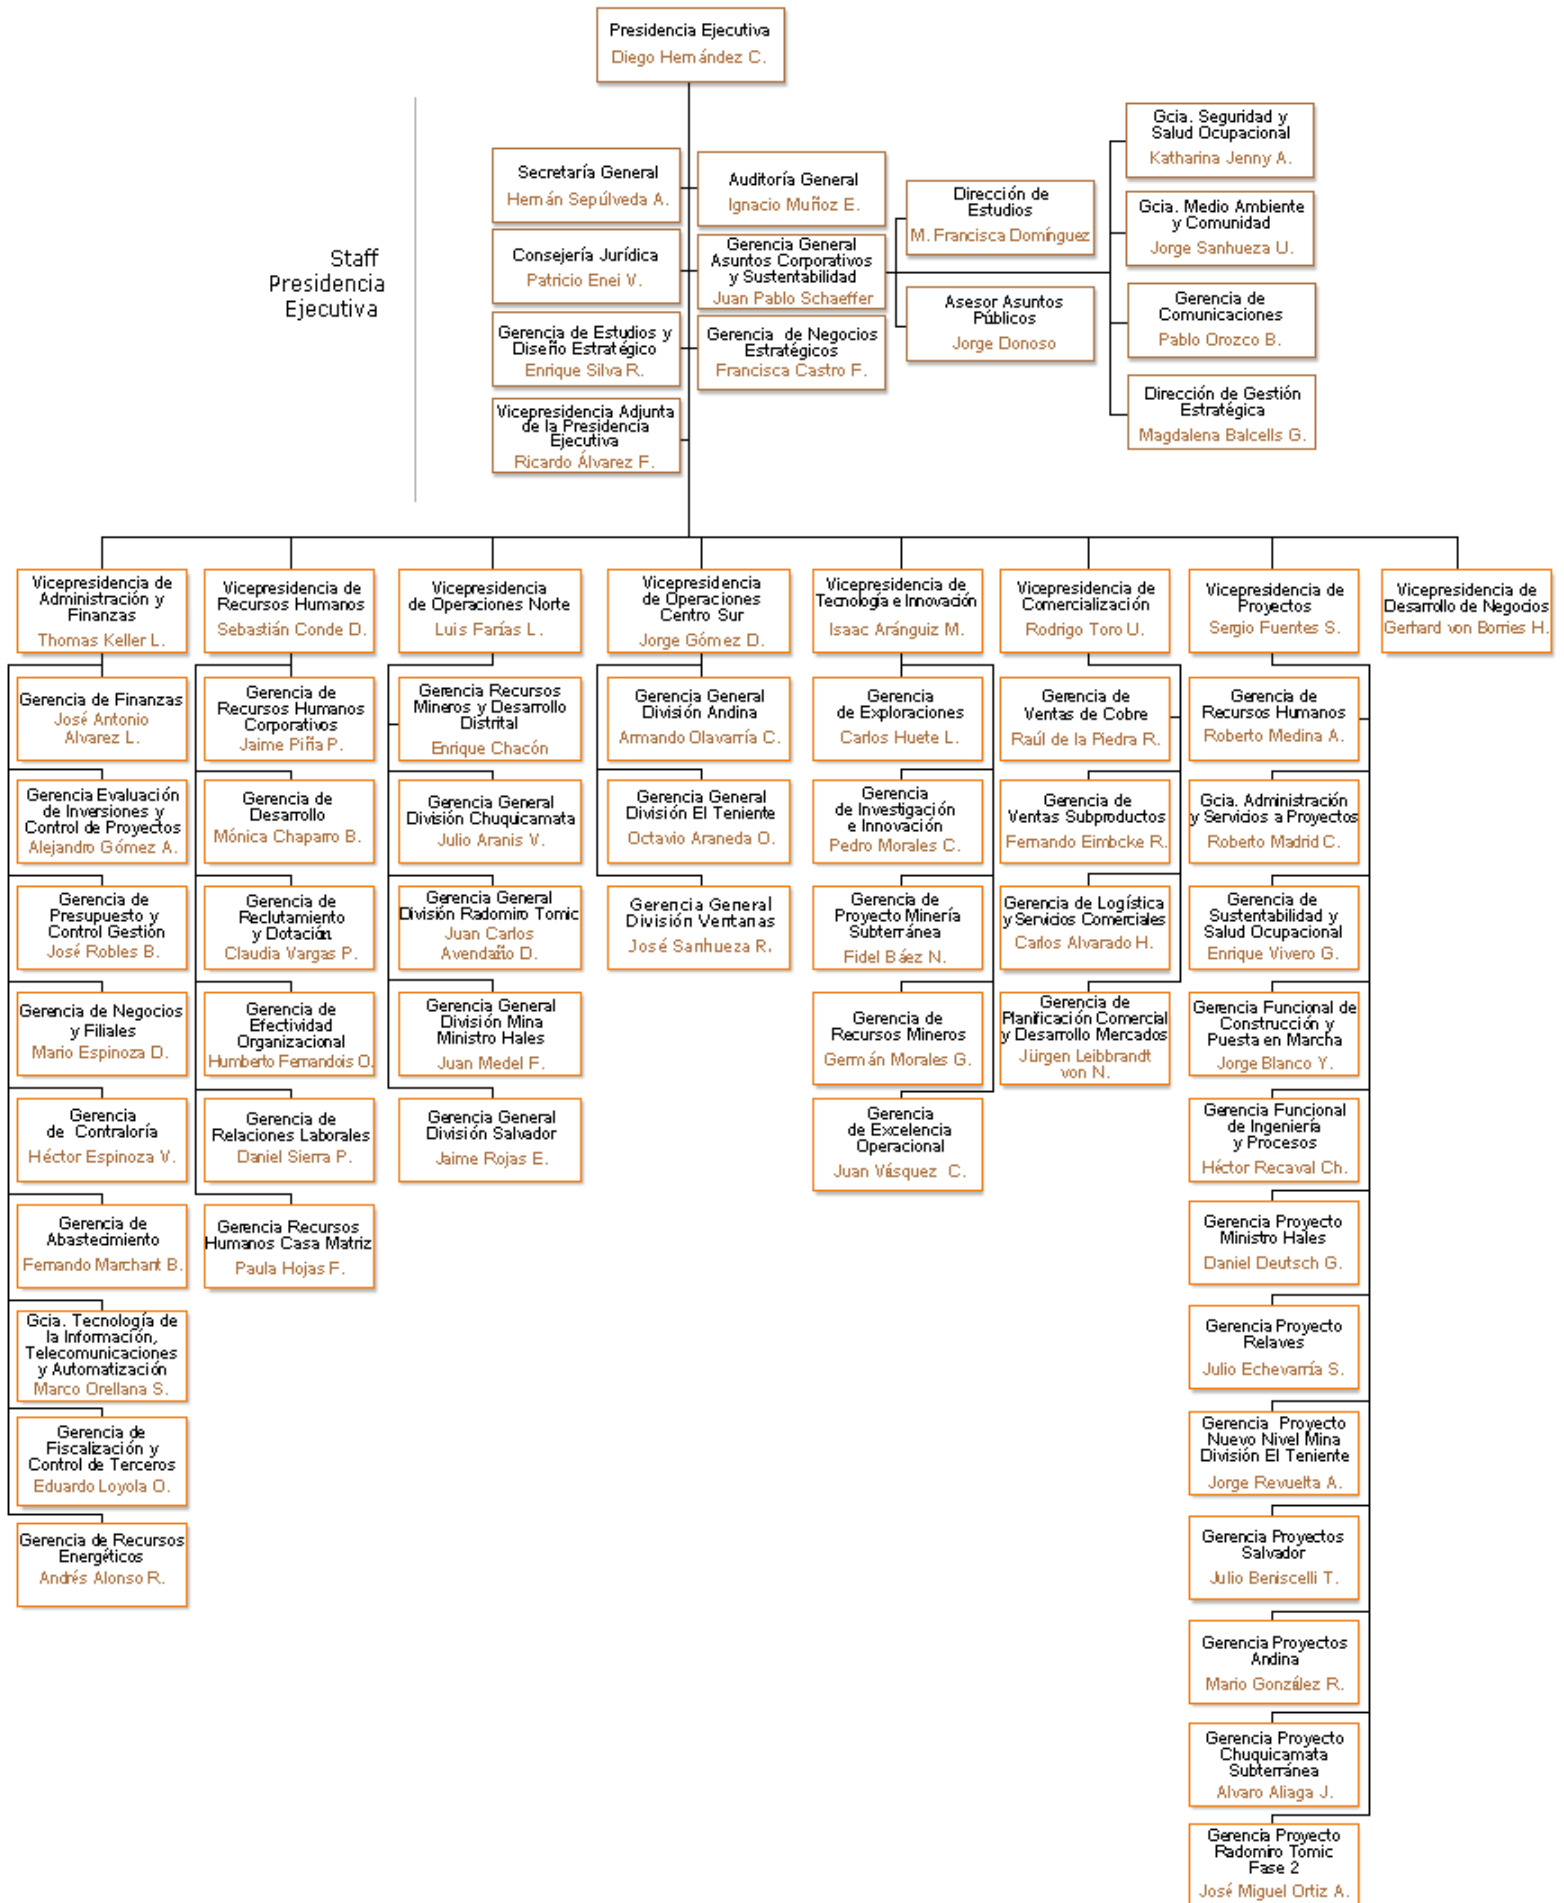 Presidencia Ejecutiva
Diego Hernández C.
Staff
Presidencia
Ejecutiva
Secretaría General
Hernán Sepúlveda A.
Auditoría General
Ignacio Muñoz E.
Consejería Jurídica
Patricio Enei V.
Gerencia General
Asuntos Corporativos
y Sustentabilidad
Juan Pablo Schaeffer
Gerencia de Estudios y
Diseño Estratégico
Enrique Silva R.
Gerencia de Negocios
Estratégicos
Francisca Castro F.
Vicepresidencia Adjunta
de la Presidencia
Ejecutiva
Ricardo Álvarez F.
Dirección de
Estudios
M. Francisca Domínguez
Asesor Asuntos
Públicos
Jorge Donoso
Gcia. Seguridad y
Salud Ocupacional
Katharina Jenny A.
Gcia. Medio Ambiente
y Comunidad
Jorge Sanhueza U.
Gerencia de
Comunicaciones
Pablo Orozco B.
Dirección de Gestión
Estratégica
Magdalena Balcells G.
Vicepresidencia de
Administración y
Finanzas
Thomas Keller L.
Gerencia de Finanzas
José Antonio
Alvarez L.
Gerencia Evaluación
de Inversiones y
Control de Proyectos
Alejandro Gómez A.
Gerencia de
Presupuesto y
Control Gestión
José Robles B.
Gerencia de Negocios
y Filiales
Mario Espinoza D.
Gerencia
de Contraloría
Héctor Espinoza V.
Gerencia de
Abastecimiento
Fernando Marchant B.
Gcia. Tecnología de
la Información,
Telecomunicaciones
y Automatización
Marco Orellana S.
Gerencia de
Fiscalización y
Control de Terceros
Eduardo Loyola O.
Gerencia de Recursos
Energéticos
Andrés Alonso R.
Vicepresidencia de
Recursos Humanos
Sebastián Conde D.
Gerencia de
Recursos Humanos
Corporativos
Jaime Piña P.
Gerencia de
Desarrollo
Mónica Chaparro B.
Gerencia de
Reclutamiento
y Dotación
Claudia Vargas P.
Gerencia de
Efectividad
Organizacional
Humberto Fernandois O.
Gerencia de
Relaciones Laborales
Daniel Sierra P.
Gerencia Recursos
Humanos Casa Matriz
Paula Hojas F.
Vicepresidencia
de Operaciones Norte
Luis Farías L.
Gerencia Recursos
Mineros y Desarrollo
Distrital
Enrique Chacón
Gerencia General
División Chuquicamata
Julio Aranis V.
Gerencia General
División Radomiro Tomic
Juan Carlos
Avendaño D.
Gerencia General
División Mina
Ministro Hales
Juan Medel F.
Gerencia General
División Salvador
Jaime Rojas E.
Vicepresidencia
de Operaciones
Centro Sur
Jorge Gómez D.
Gerencia General
División Andina
Armando Olavarría C.
Gerencia General
División El Teniente
Octavio Araneda O.
Gerencia General
División Ventanas
José Sanhueza R.
Vicepresidencia de
Tecnología e Innovación
Isaac Aránguiz M.
Gerencia
de Exploraciones
Carlos Huete L.
Gerencia
de Investigación
e Innovación
Pedro Morales C.
Gerencia de
Proyecto Minería
Subterránea
Fidel Báez N.
Gerencia de
Recursos Mineros
Germán Morales G.
Gerencia
de Excelencia
Operacional
Juan Vásquez C.
Vicepresidencia de
Comercialización
Rodrigo Toro U.
Gerencia de
Ventas de Cobre
Raúl de la Piedra R.
Gerencia de
Ventas Subproductos
Fernando Eimbcke R.
Gerencia de Logística
y Servicios Comerciales
Carlos Alvarado H.
Gerencia de
Planificación Comercial
y Desarrollo Mercados
Jürgen Leibbrandt
von N.
Vicepresidencia de
Proyectos
Sergio Fuentes S.
Gerencia de
Recursos Humanos
Roberto Medina A.
Gcia. Administración
y Servicios a Proyectos
Roberto Madrid C.
Gerencia de
Sustentabilidad y
Salud Ocupacional
Enrique Vivero G.
Gerencia Funcional de
Construcción y
Puesta en Marcha
Jorge Blanco Y.
Gerencia Funcional
de Ingeniería
y Procesos
Héctor Recaval Ch.
Gerencia Proyecto
Ministro Hales
Daniel Deutsch G.
Gerencia Proyecto
Relaves
Julio Echevarría S.
Gerencia Proyecto
Nuevo Nivel Mina
División El Teniente
Jorge Revuelta A.
Gerencia Proyectos
Salvador
Julio Beniscelli T.
Gerencia Proyectos
Andina
Mario González R.
Gerencia Proyecto
Chuquicamata
Subterránea
Alvaro Aliaga J.
Gerencia Proyecto
Radomiro Tomic
Fase 2
José Miguel Ortiz A.
Vicepresidencia de
Desarrollo de Negocios
Gerhard von Borries H.